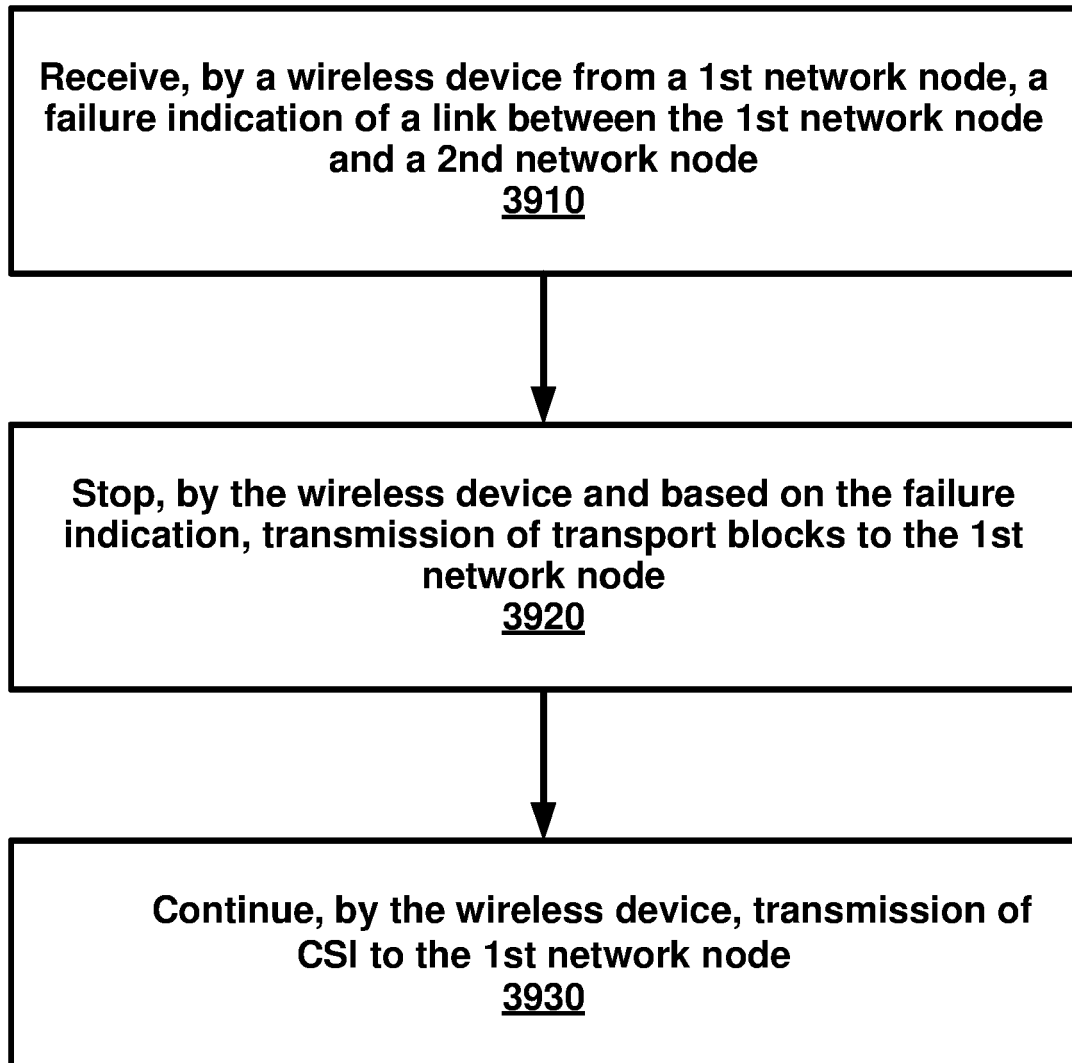 Receive, by a wireless device from a 1st network node, a
failure indication of a link between the 1st network node
and a 2nd network node
3910
Stop, by the wireless device and based on the failure
indication, transmission of transport blocks to the 1st
network node
3920
Continue, by the wireless device, transmission of
CSI to the 1st network node
3930